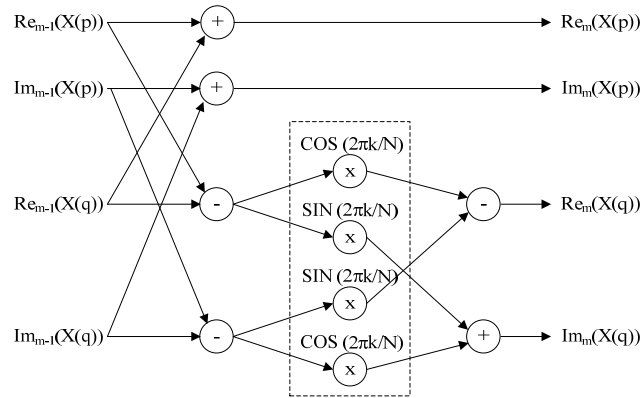 Re_{m-1}(X(p)) + Re_m(X(p))
Im_{m-1}(X(p)) + Im_m(X(p))
COS (2πk/N)
x
Re_{m-1}(X(q)) - - Re_m(X(q))
SIN (2πk/N)
x
SIN (2πk/N)
x
Im_{m-1}(X(q)) - + Im_m(X(q))
COS (2πk/N)
x